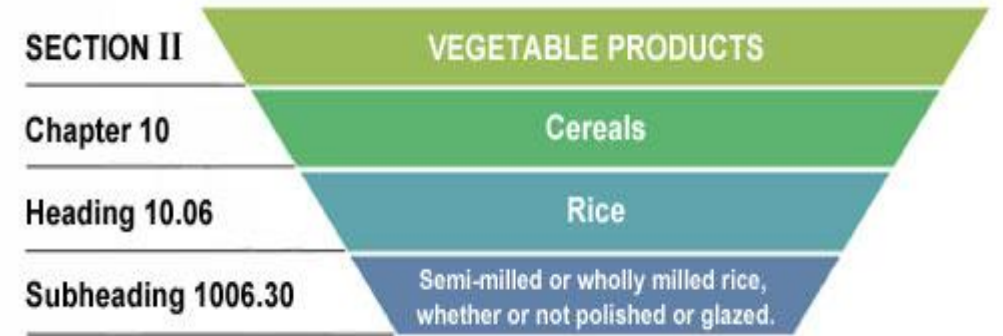 SECTION II
VEGETABLE PRODUCTS
Chapter 10
Cereals
Heading 10.06
Rice
Subheading 1006.30
Semi-milled or wholly milled rice,
whether or not polished or glazed.